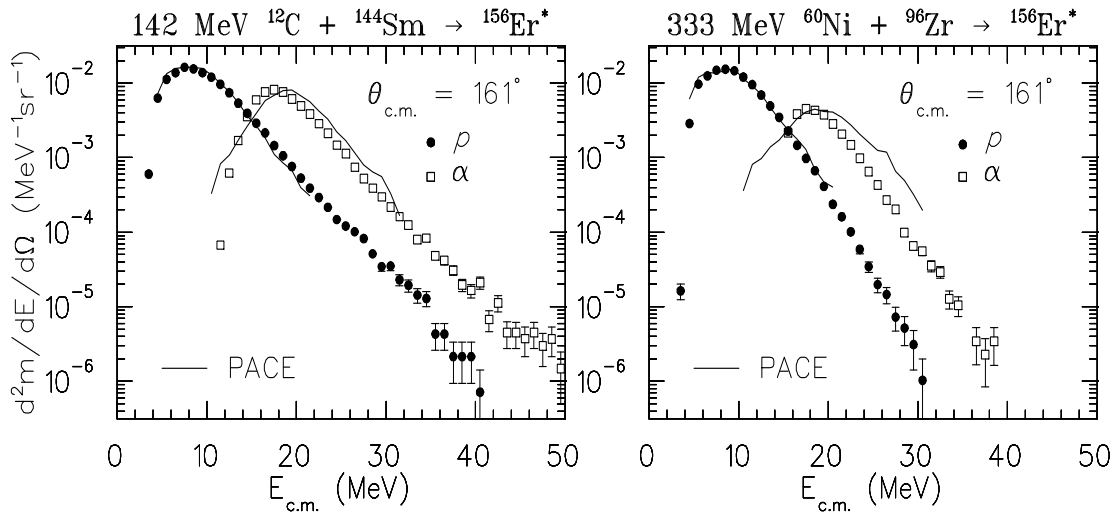 142 MeV ¹²C + ¹⁴⁴Sm → ¹⁵⁶Er*
333 MeV ⁶⁰Ni + ⁹⁶Zr → ¹⁵⁶Er*
d²m/dE/dΩ (MeV⁻¹sr⁻¹)
10⁻²
10⁻³
10⁻⁴
10⁻⁵
10⁻⁶
θc.m. = 161°
p
α
PACE
0 10 20 30 40 50
Ec.m. (MeV)
10⁻²
10⁻³
10⁻⁴
10⁻⁵
10⁻⁶
θc.m. = 161°
p
α
PACE
0 10 20 30 40 50
Ec.m. (MeV)